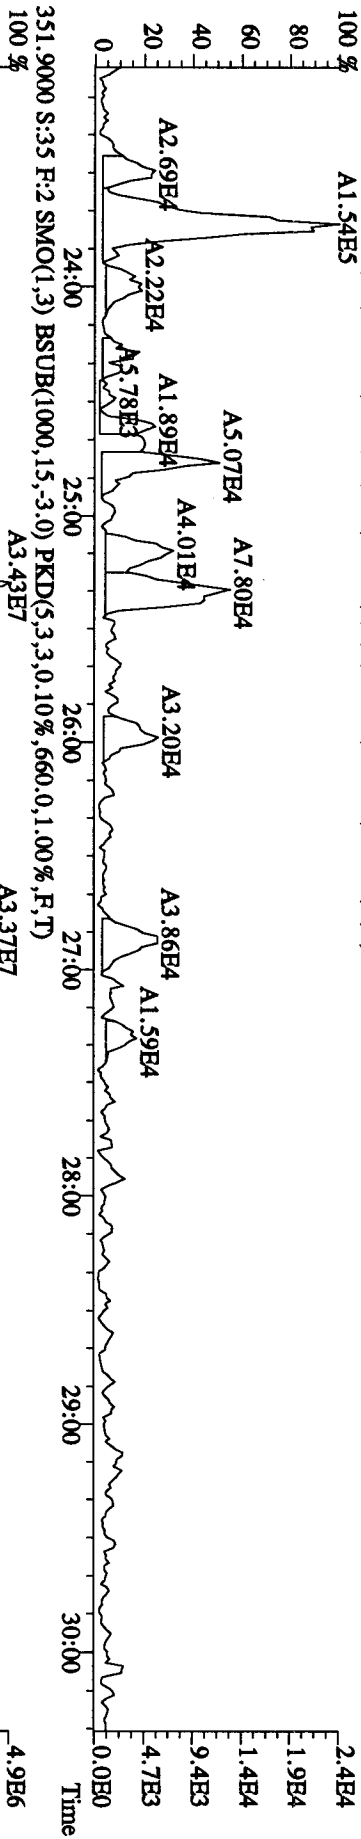 100 %
80
60
40
20
0
A1.54E5
A2.69E4
A2.22E4
A5.78E3
A1.89E4
A5.07E4
A4.01E4
A7.80E4
A3.20E4
A3.86E4
A1.59E4
2.4E4
1.9E4
1.4E4
9.4E3
4.7E3
0.0E0
24:00 25:00 26:00 27:00 28:00 29:00 30:00 Time
351.9000 S:35 F:2 SMO(1,3) BSUB(1000,15,-3.0) PKD(5,3,3,0.10%,660.0,1.00%,F,T)
100 %
A3.43E7
A3.37E7
4.9E6